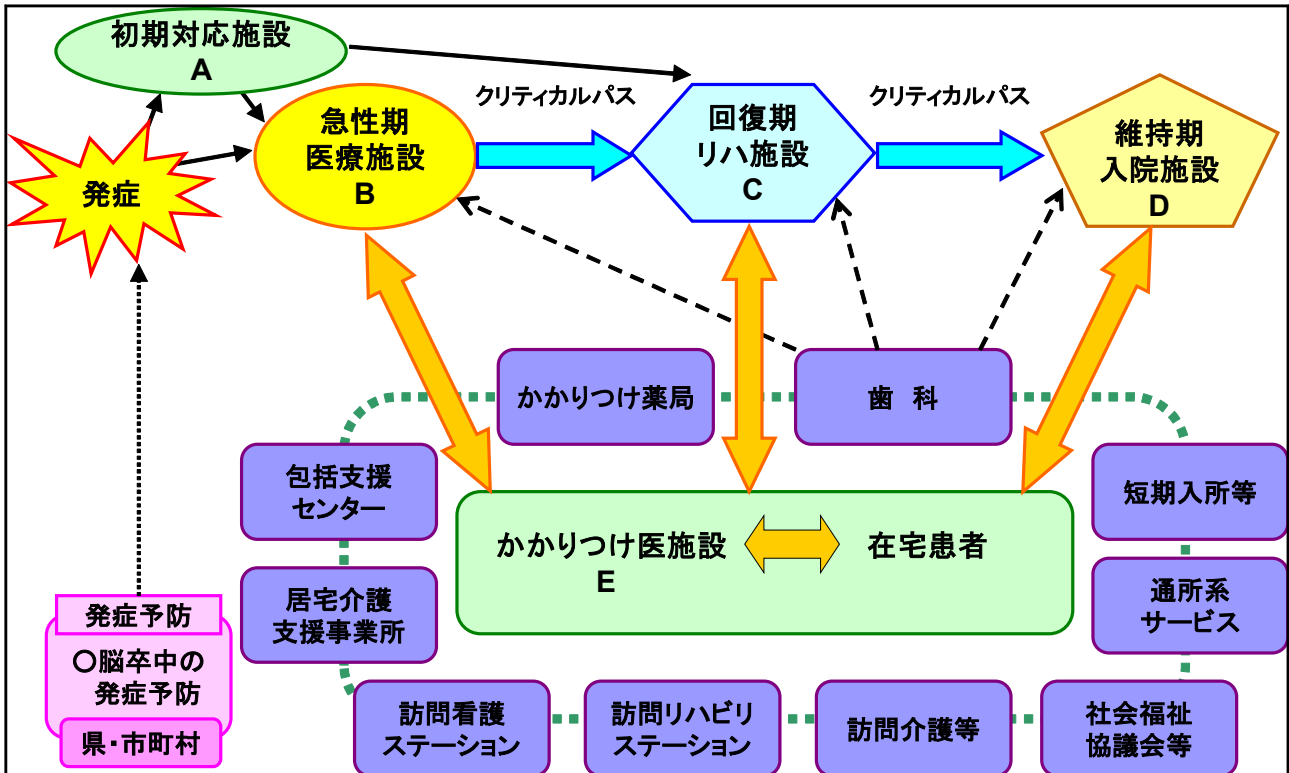 初期対応施設
A
発症
急性期
医療施設
B
クリティカルパス
回復期
リハ施設
C
クリティカルパス
維持期
入院施設
D
かかりつけ薬局
歯 科
包括支援
センター
短期入所等
かかりつけ医施設
E
在宅患者
居宅介護
支援事業所
通所系
サービス
発症予防
〇脳卒中の
発症予防
県・市町村
訪問看護
ステーション
訪問リハビリ
ステーション
訪問介護等
社会福祉
協議会等